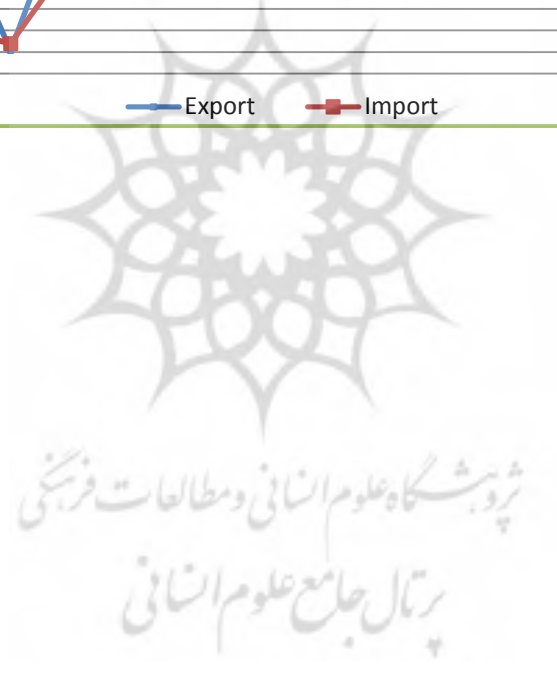 Export Import
پژوهشگاه علوم انسانی و مطالعات فرهنگی
پرتال جامع علوم انسانی